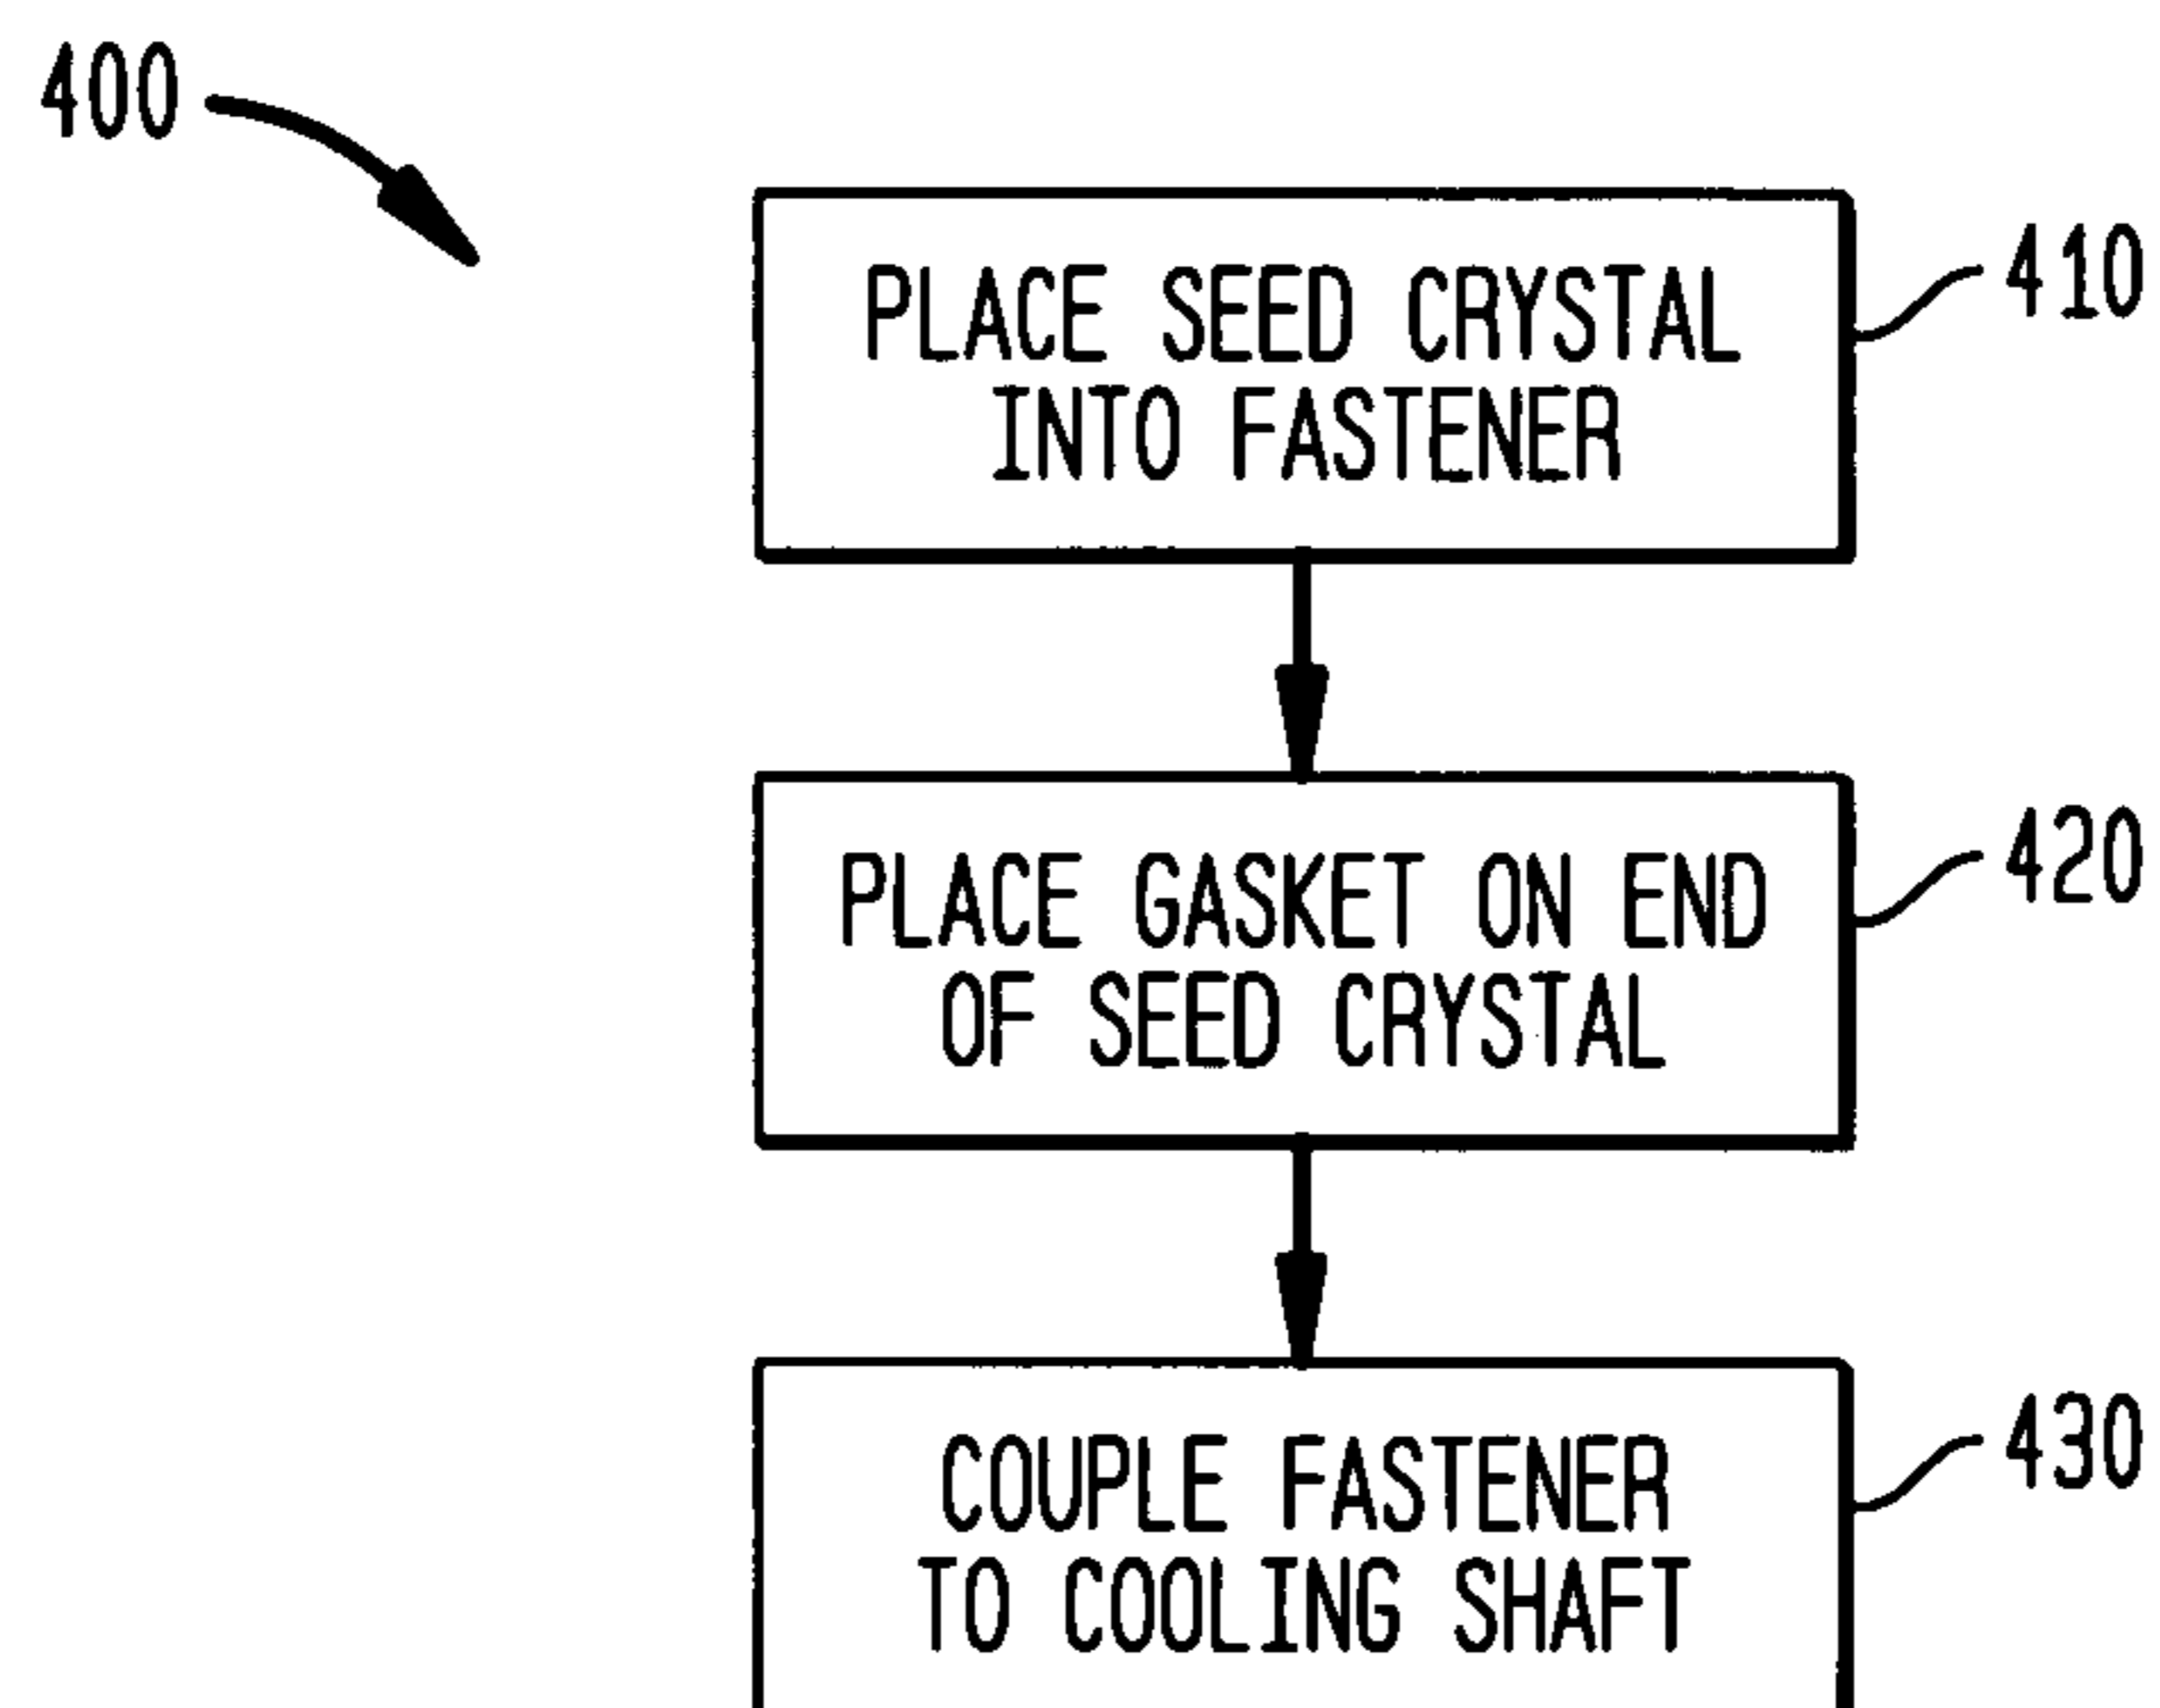 400
PLACE SEED CRYSTAL
INTO FASTENER
410
PLACE GASKET ON END
OF SEED CRYSTAL
420
COUPLE FASTENER
TO COOLING SHAFT
430